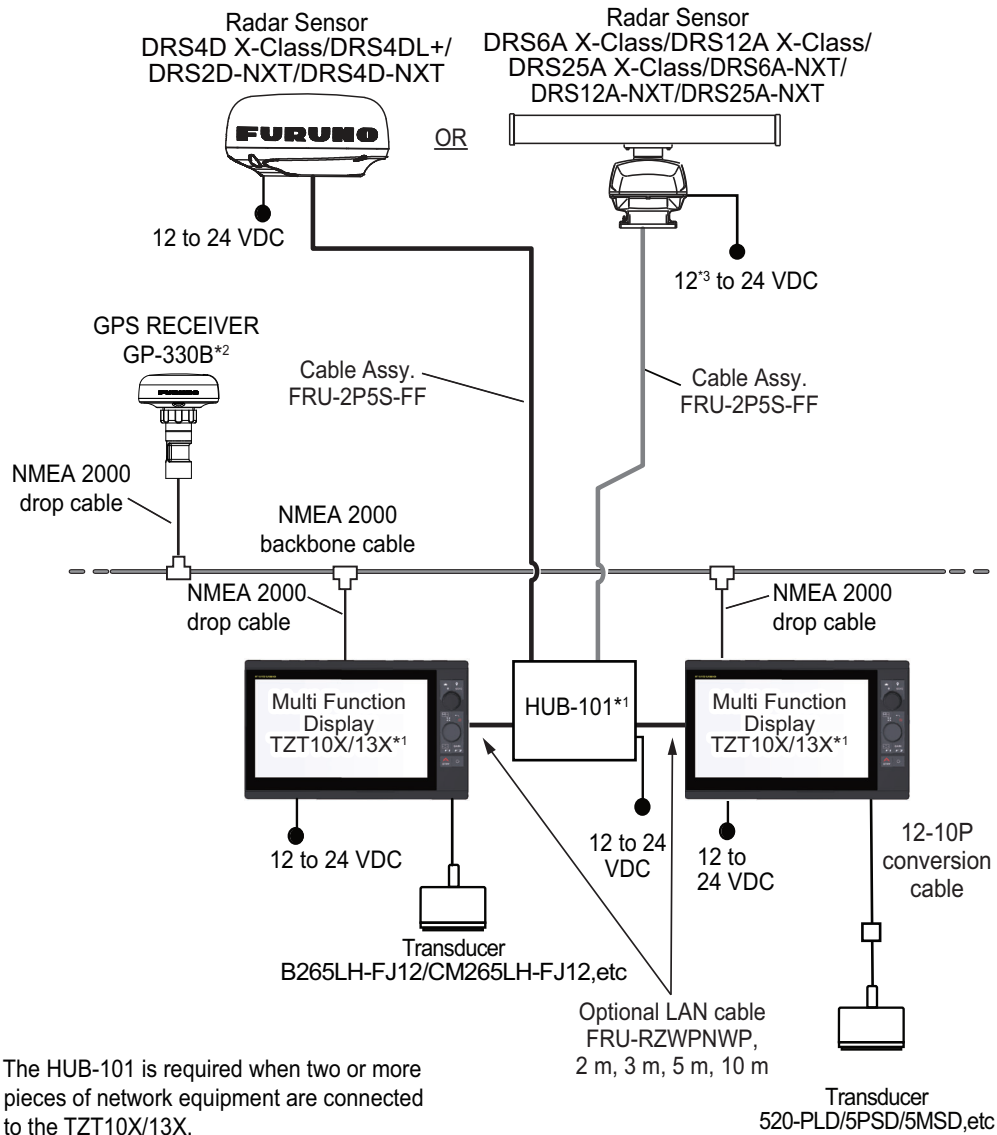 Radar Sensor
DRS4D X-Class/DRS4DL+/
DRS2D-NXT/DRS4D-NXT
OR
Radar Sensor
DRS6A X-Class/DRS12A X-Class/
DRS25A X-Class/DRS6A-NXT/
DRS12A-NXT/DRS25A-NXT
FURUNO
12 to 24 VDC
12*3 to 24 VDC
GPS RECEIVER
GP-330B*2
FURUNO
Cable Assy.
FRU-2P5S-FF
Cable Assy.
FRU-2P5S-FF
NMEA 2000
drop cable
NMEA 2000
backbone cable
NMEA 2000
drop cable
NMEA 2000
drop cable
Multi Function
Display
TZT10X/13X*1
HUB-101*1
Multi Function
Display
TZT10X/13X*1
12 to 24 VDC
12 to 24
VDC
12 to
24 VDC
12-10P
conversion
cable
Transducer
B265LH-FJ12/CM265LH-FJ12,etc
Optional LAN cable
FRU-RZWPNWP,
2 m, 3 m, 5 m, 10 m
Transducer
520-PLD/5PSD/5MSD,etc
The HUB-101 is required when two or more
pieces of network equipment are connected
to the TZT10X/13X.